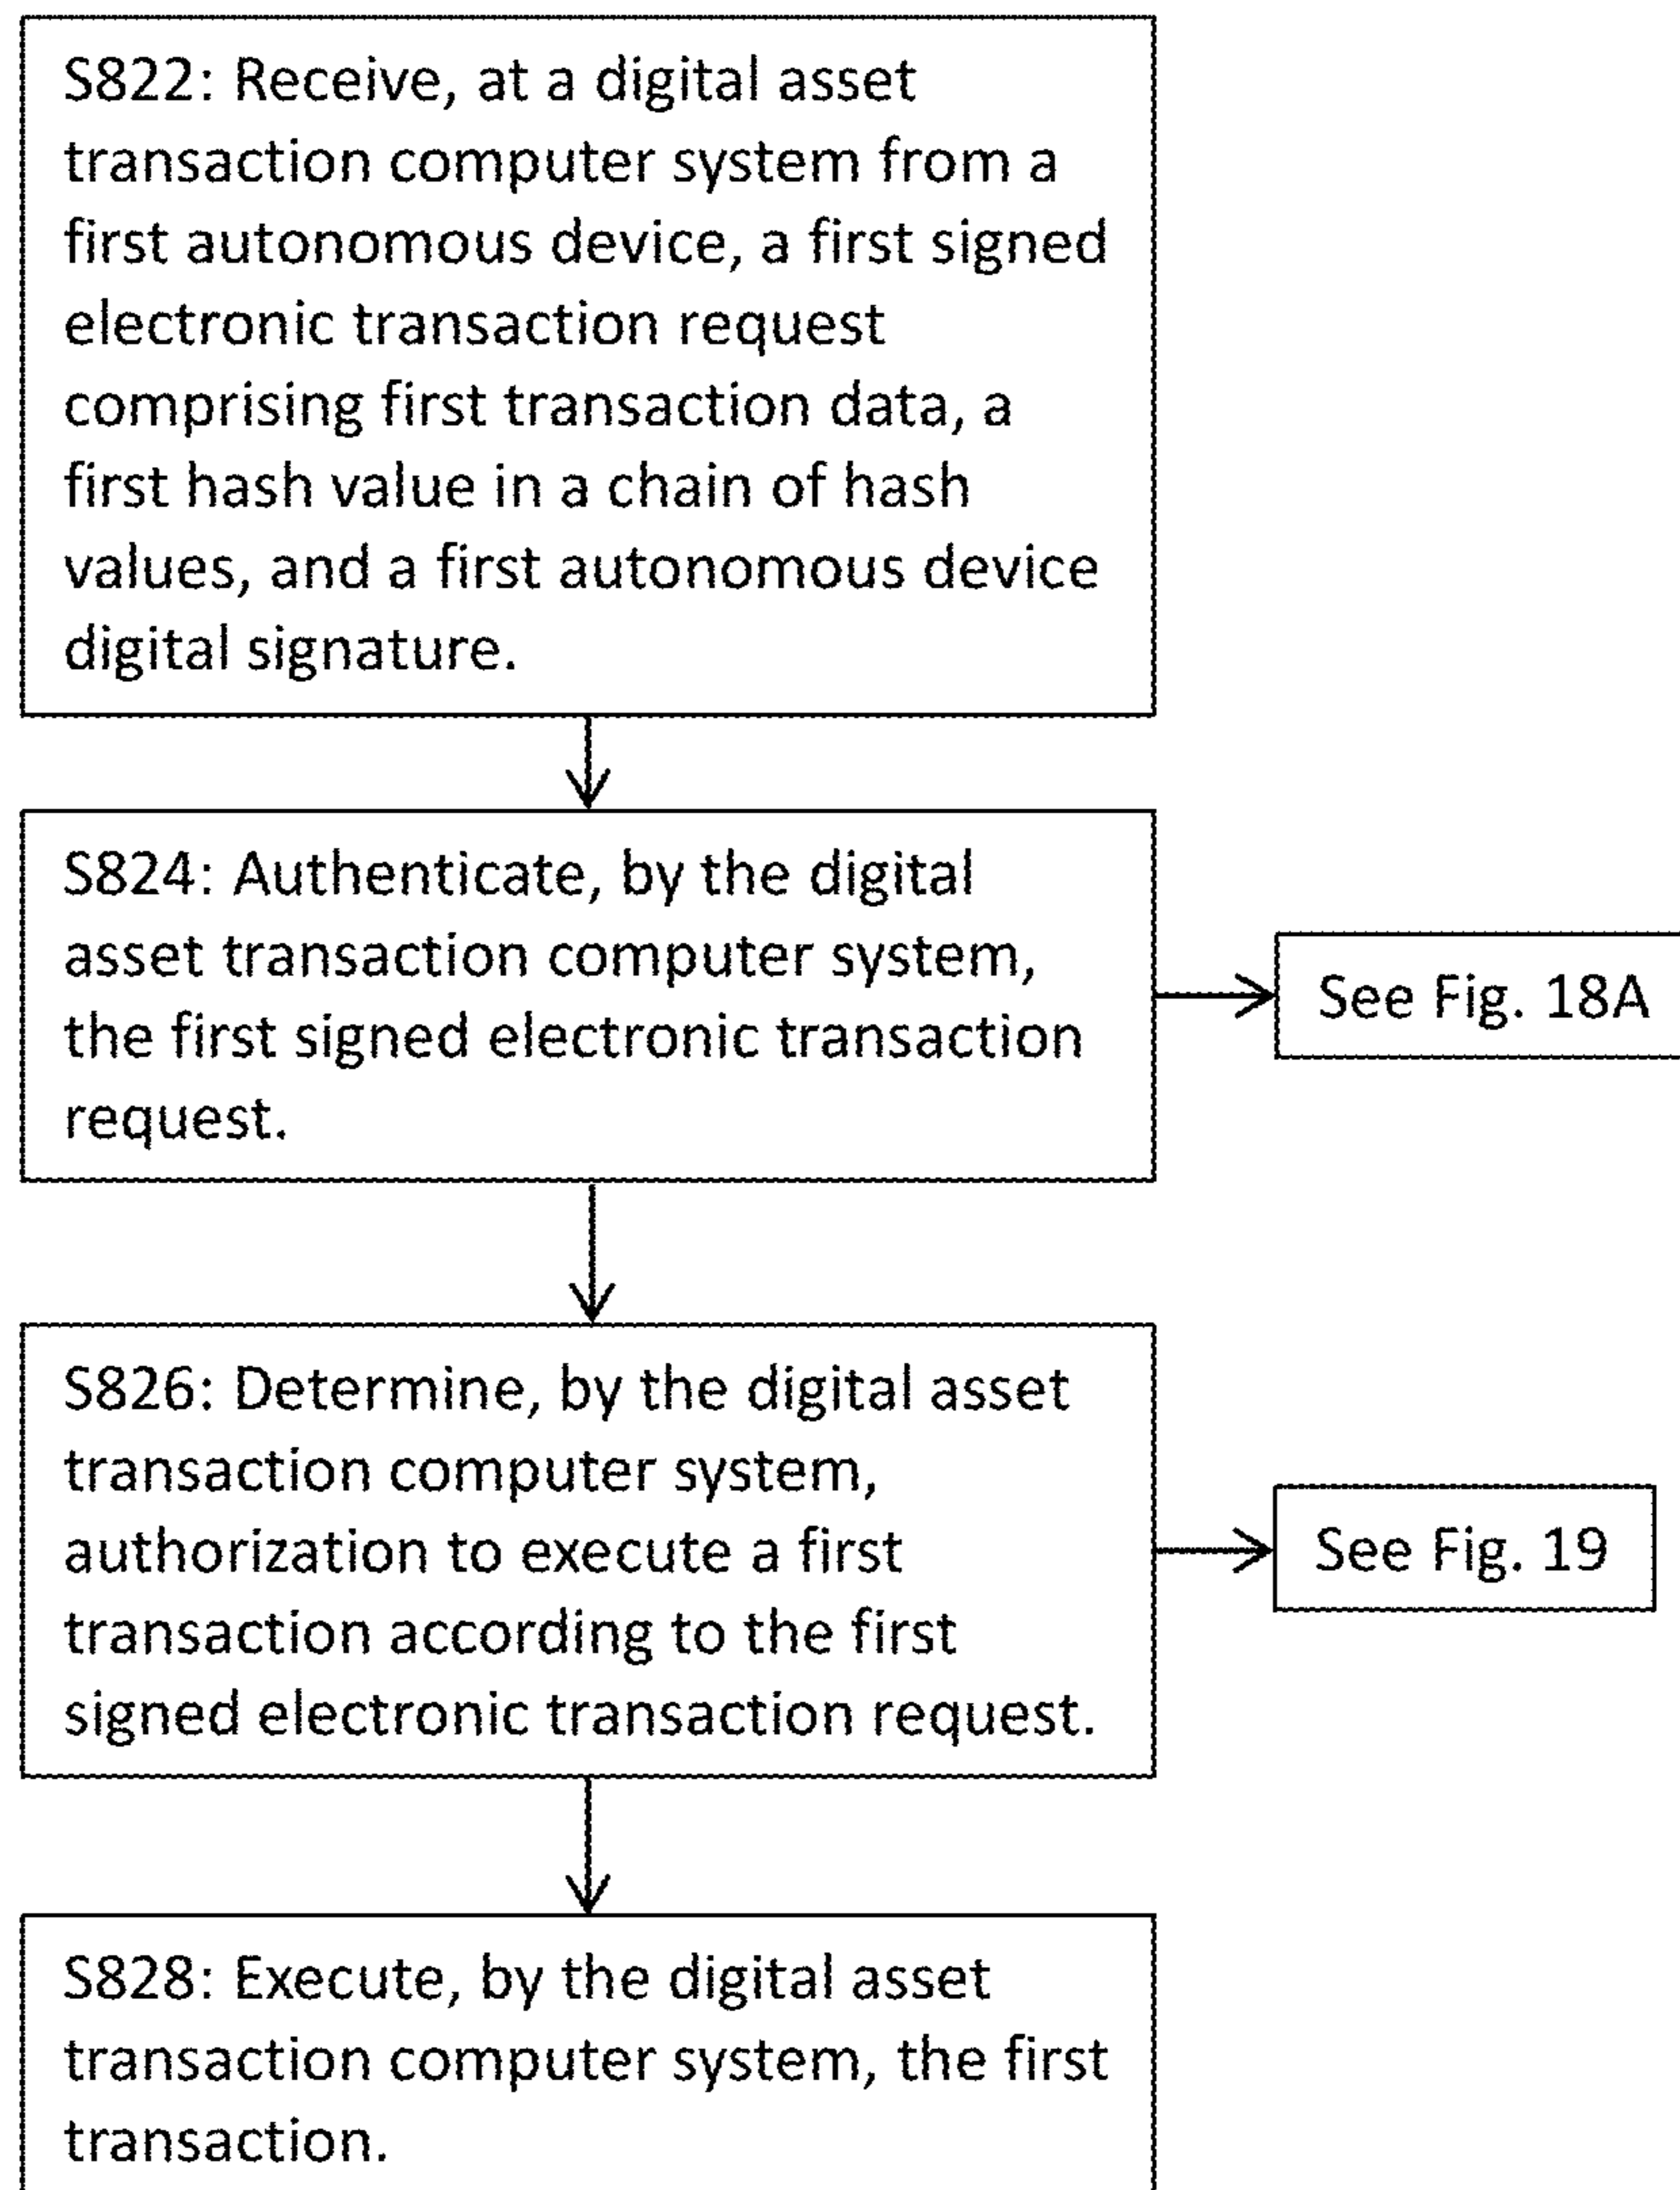 S822: Receive, at a digital asset
transaction computer system from a
first autonomous device, a first signed
electronic transaction request
comprising first transaction data, a
first hash value in a chain of hash
values, and a first autonomous device
digital signature.
S824: Authenticate, by the digital
asset transaction computer system,
the first signed electronic transaction
request.
See Fig. 18A
S826: Determine, by the digital asset
transaction computer system,
authorization to execute a first
transaction according to the first
signed electronic transaction request.
See Fig. 19
S828: Execute, by the digital asset
transaction computer system, the first
transaction.